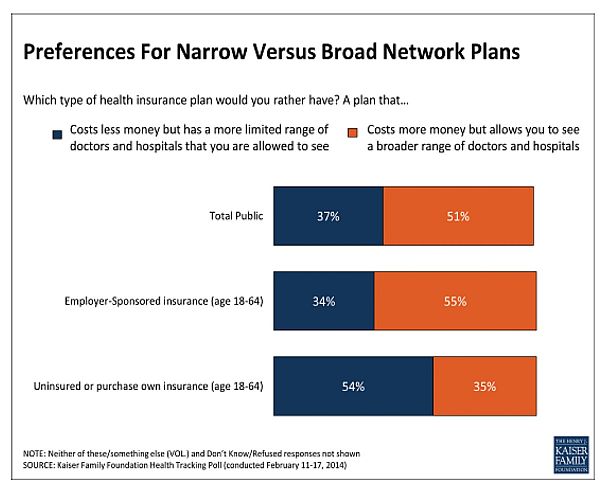 Preferences For Narrow Versus Broad Network Plans
Which type of health insurance plan would you rather have? A plan that…
Costs less money but has a more limited range of
doctors and hospitals that you are allowed to see
Costs more money but allows you to see
a broader range of doctors and hospitals
Total Public
37%
51%
Employer-Sponsored insurance (age 18-64)
34%
55%
Uninsured or purchase own insurance (age 18-64)
54%
35%
NOTE: Neither of these/something else (VOL.) and Don't Know/Refused responses not shown
SOURCE: Kaiser Family Foundation Health Tracking Poll (conducted February 11-17, 2014)
THE HENRY J.
KAISER
FAMILY
FOUNDATION